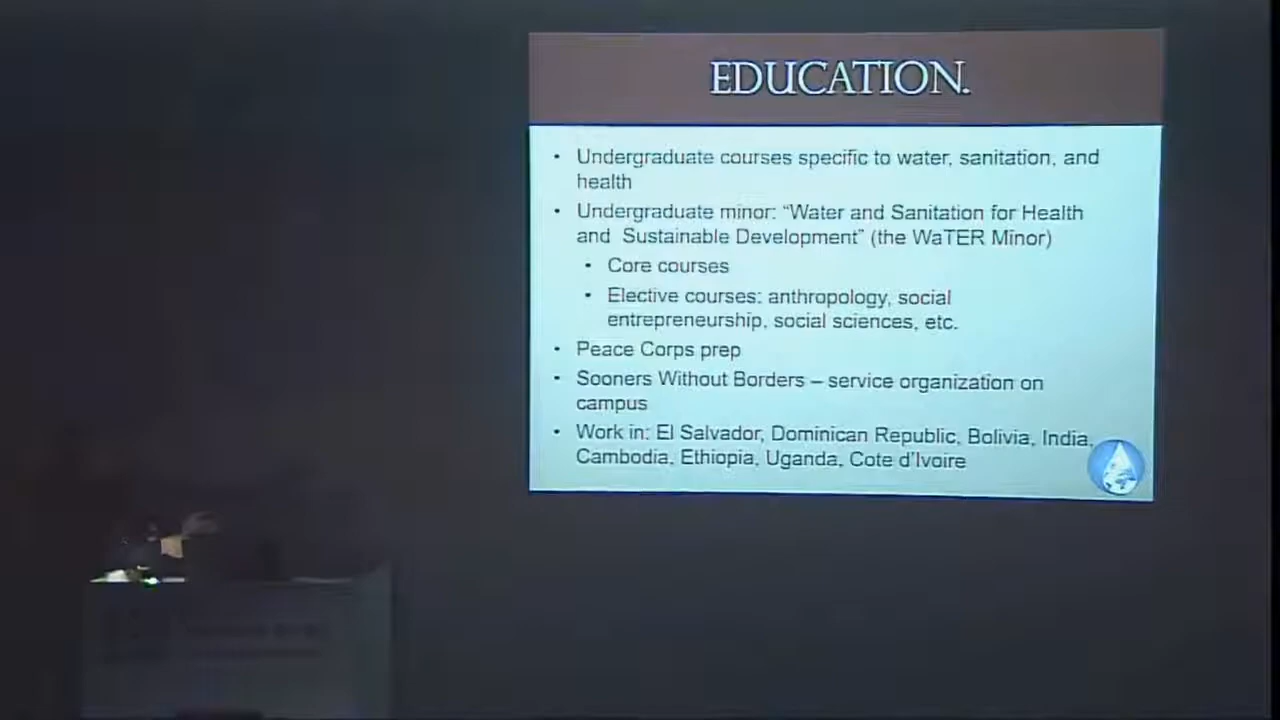 EDUCATION.
• Undergraduate courses specific to water, sanitation, and
health
• Undergraduate minor: “Water and Sanitation for Health
and Sustainable Development” (the WaTER Minor)
• Core courses
• Elective courses: anthropology, social
entrepreneurship, social sciences, etc.
• Peace Corps prep
• Sooners Without Borders – service organization on
campus
• Work in: El Salvador, Dominican Republic, Bolivia, India,
Cambodia, Ethiopia, Uganda, Cote d’Ivoire